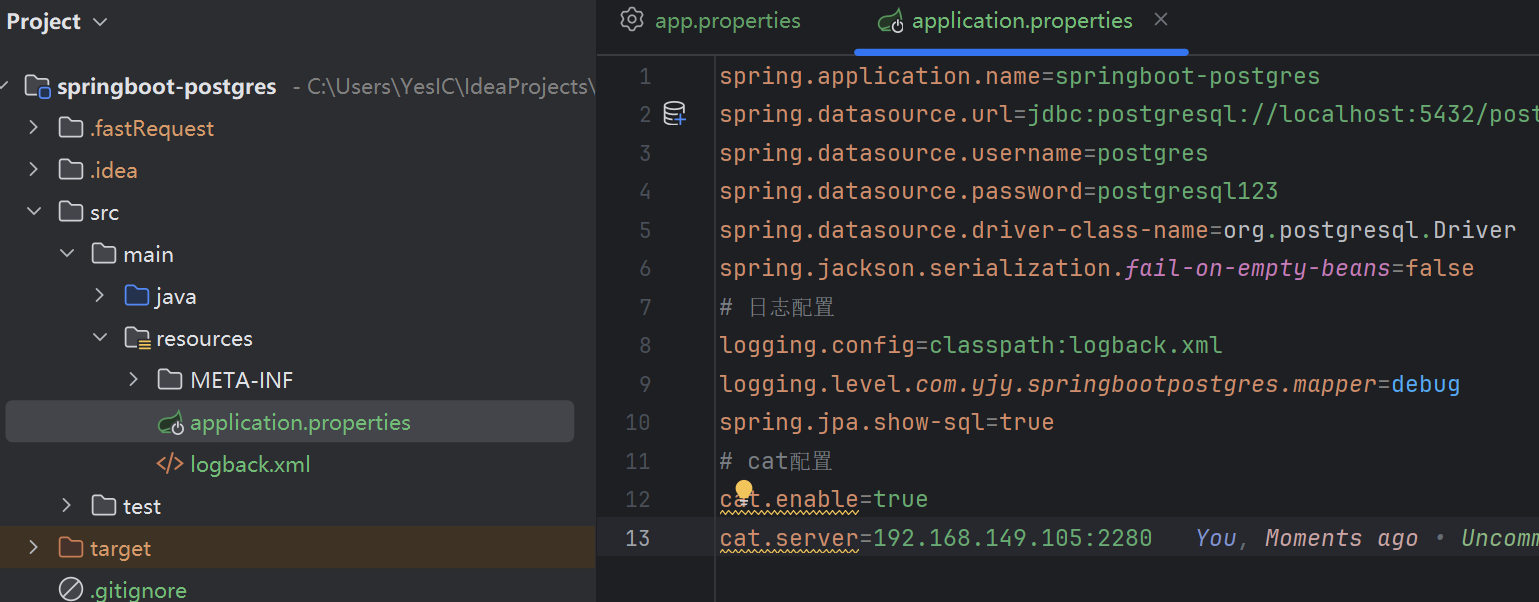 Project
springboot-postgres - C:\Users\YesIC\IdeaProjects\
.fastRequest
.idea
src
main
java
resources
META-INF
application.properties
logback.xml
test
target
.gitignore
app.properties
application.properties
1 spring.application.name=springboot-postgres
2 spring.datasource.url=jdbc:postgresql://localhost:5432/post
3 spring.datasource.username=postgres
4 spring.datasource.password=postgresql123
5 spring.datasource.driver-class-name=org.postgresql.Driver
6 spring.jackson.serialization.fail-on-empty-beans=false
7 # 日志配置
8 logging.config=classpath:logback.xml
9 logging.level.com.yjy.springbootpostgres.mapper=debug
10 spring.jpa.show-sql=true
11 # cat配置
12 cat.enable=true
13 cat.server=192.168.149.105:2280 You, Moments ago • Uncomm